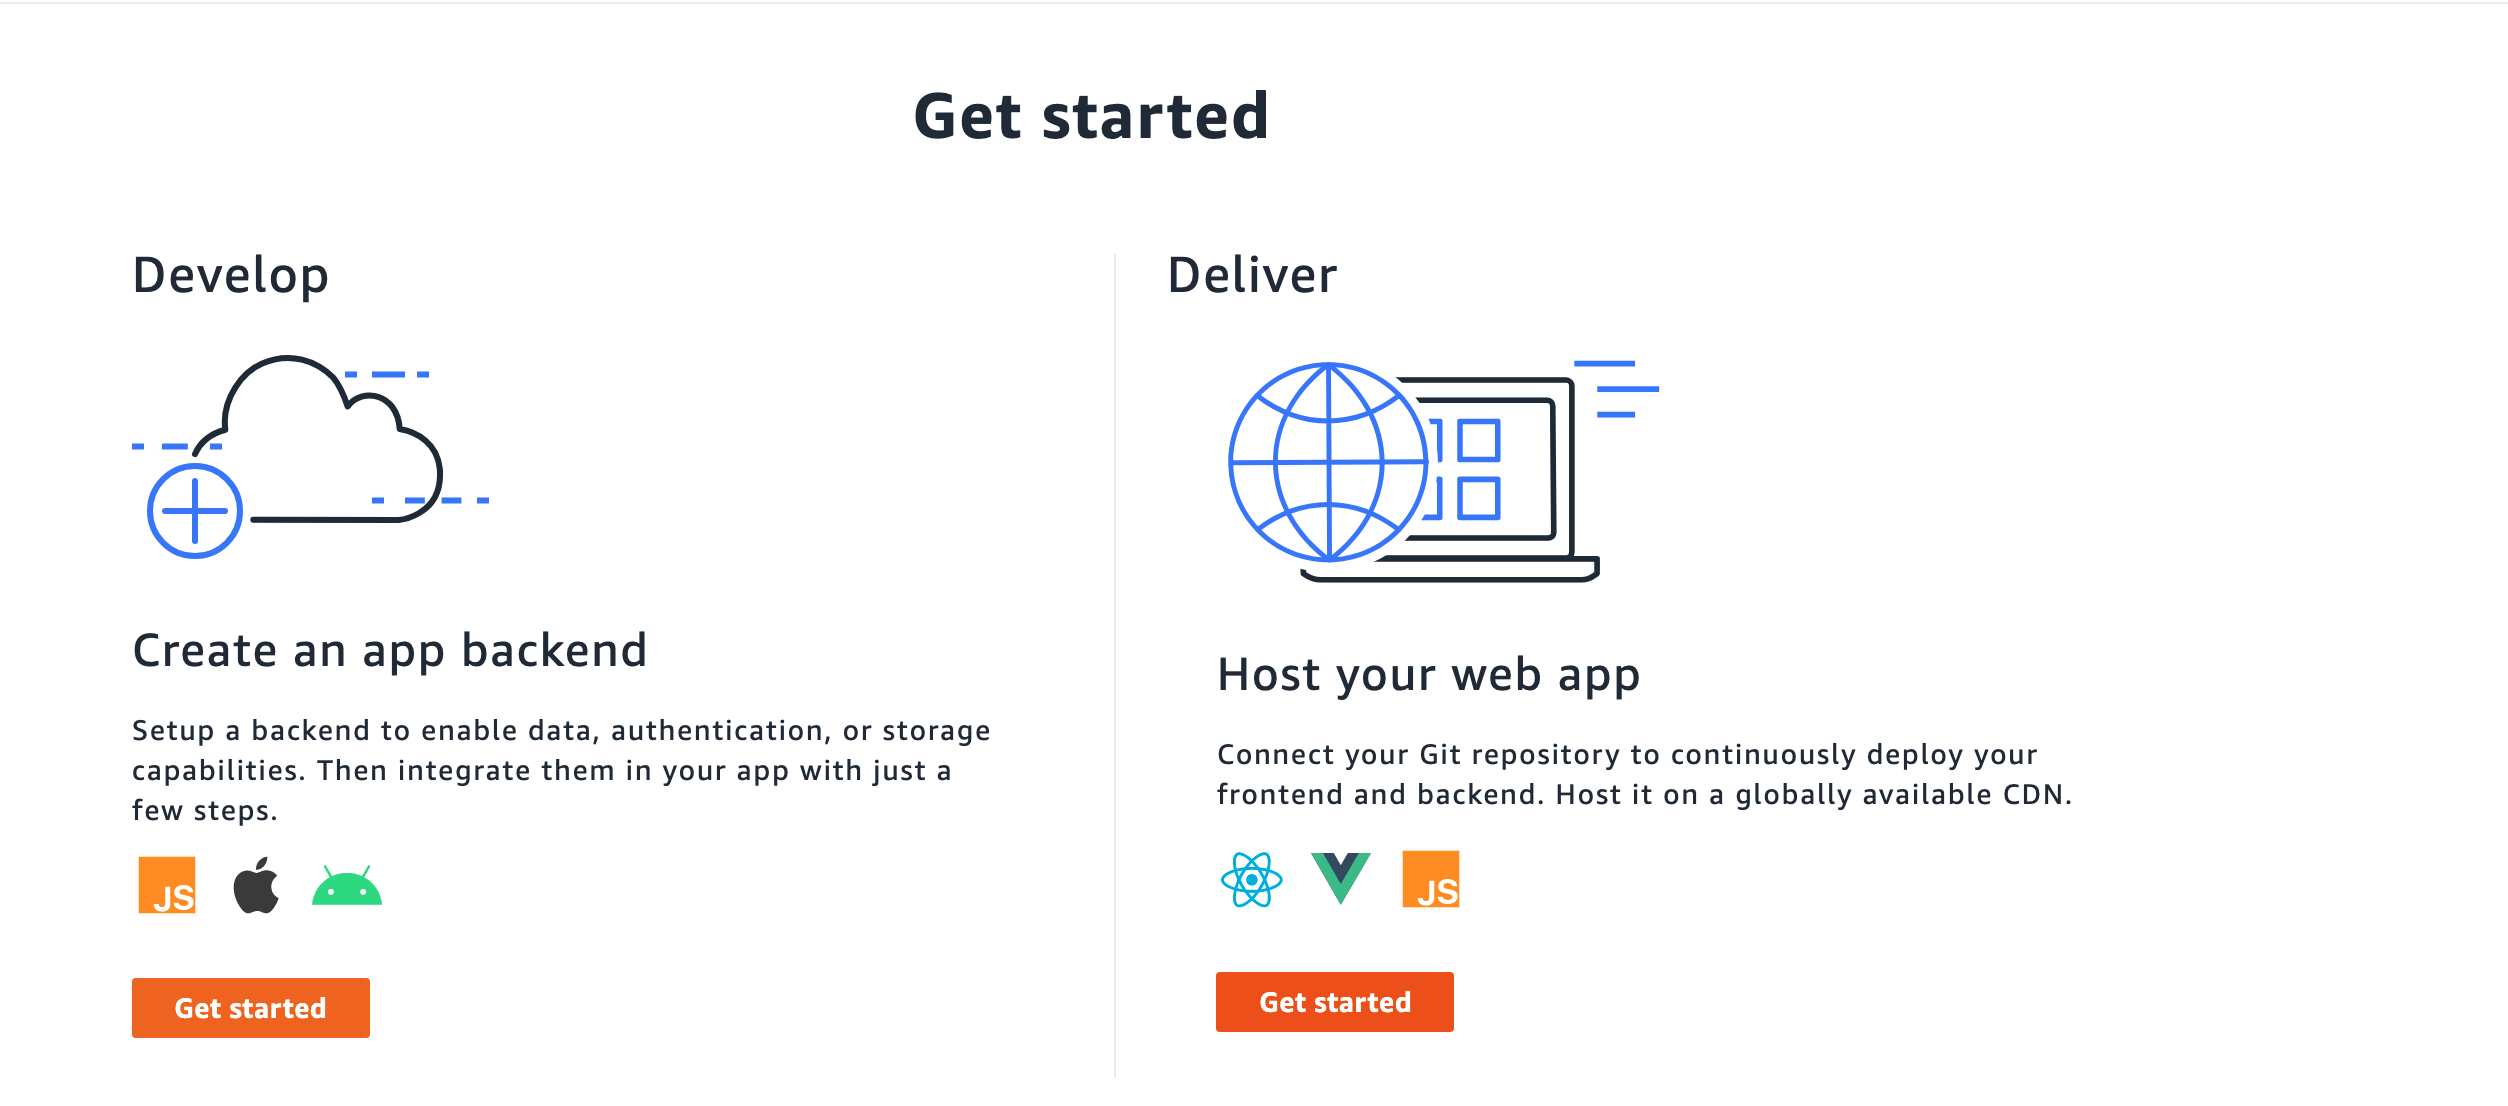 Get started
Develop
Create an app backend
Setup a backend to enable data, authentication, or storage
capabilities. Then integrate them in your app with just a
few steps.
JS
Get started
Deliver
Host your web app
Connect your Git repository to continuously deploy your
frontend and backend. Host it on a globally available CDN.
JS
Get started